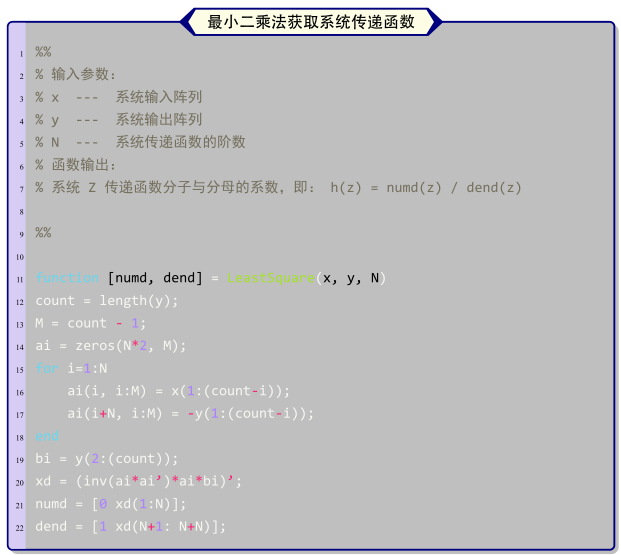 最小二乘法获取系统传递函数
1 %%
2 % 输入参数：
3 % x  ---  系统输入阵列
4 % y  ---  系统输出阵列
5 % N  ---  系统传递函数的阶数
6 % 函数输出：
7 % 系统 Z 传递函数分子与分母的系数，即： h(z) = numd(z) / dend(z)
8
9 %%
10
11 function [numd, dend] = LeastSquare(x, y, N)
12 count = length(y);
13 M = count - 1;
14 ai = zeros(N*2, M);
15 for i=1:N
16     ai(i, i:M) = x(1:(count-i));
17     ai(i+N, i:M) = -y(1:(count-i));
18 end
19 bi = y(2:(count));
20 xd = (inv(ai*ai’)*ai*bi)’;
21 numd = [0 xd(1:N)];
22 dend = [1 xd(N+1: N+N)];